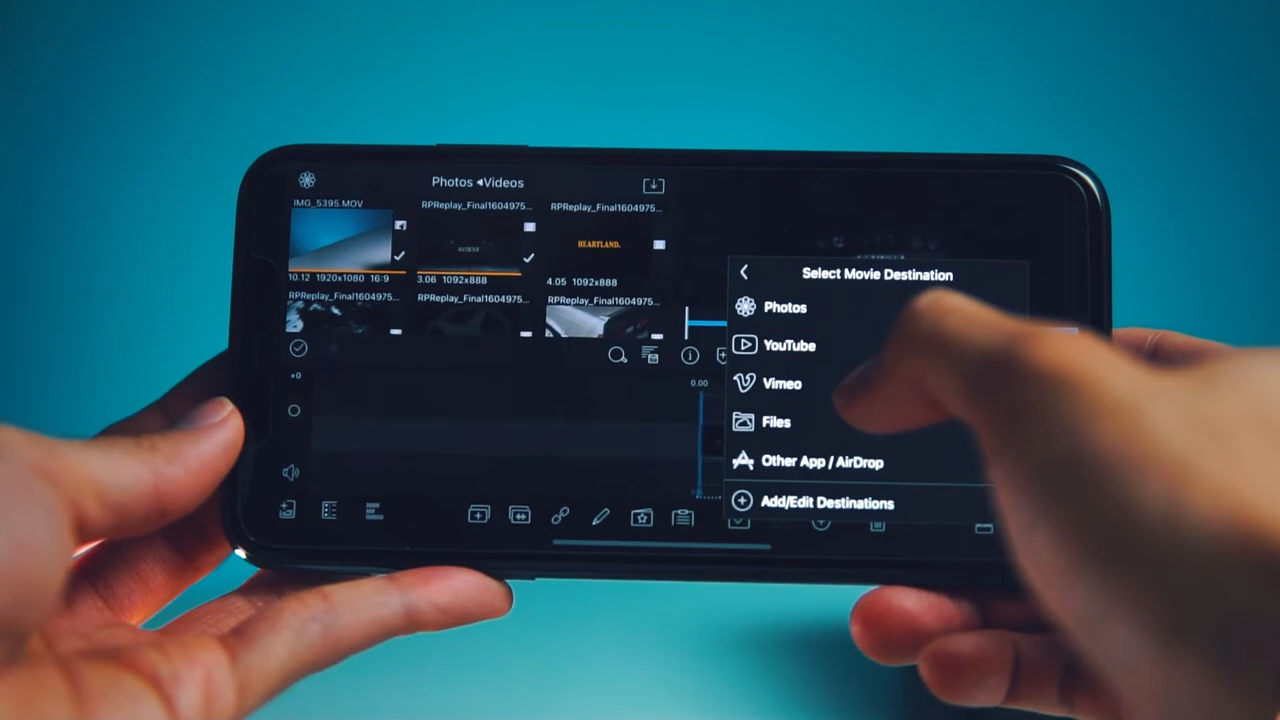 Photos ◂Videos
IMG_5395.MOV
RPReplay_Final1604975...
RPReplay_Final1604975...
HEARTLAND.
10.12 1920x1080 16:9
3.06 1092x888
4.05 1092x888
RPReplay_Final1604975...
RPReplay_Final1604975...
RPReplay_Final1604975...
+0
0.00
Select Movie Destination
Photos
YouTube
Vimeo
Files
Other App / AirDrop
Add/Edit Destinations